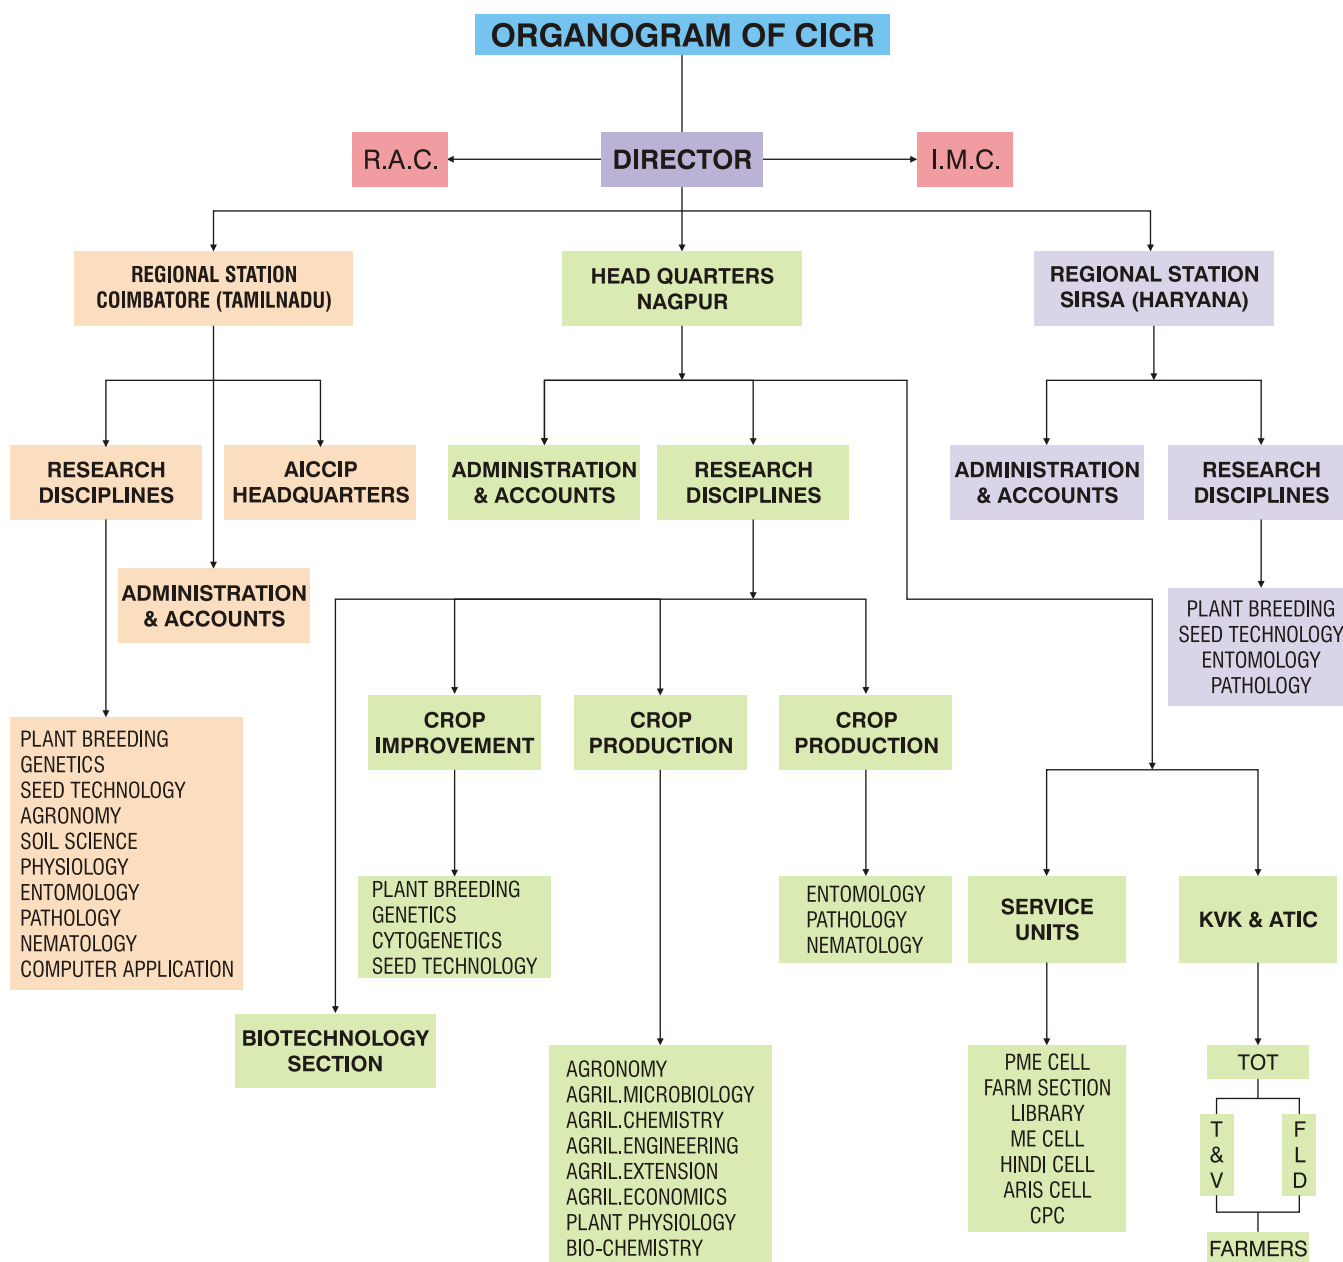 ORGANOGRAM OF CICR
R.A.C.
DIRECTOR
I.M.C.
REGIONAL STATION
COIMBATORE (TAMILNADU)
HEAD QUARTERS
NAGPUR
REGIONAL STATION
SIRSA (HARYANA)
RESEARCH
DISCIPLINES
AICCIP
HEADQUARTERS
ADMINISTRATION
& ACCOUNTS
RESEARCH
DISCIPLINES
ADMINISTRATION
& ACCOUNTS
RESEARCH
DISCIPLINES
ADMINISTRATION
& ACCOUNTS
PLANT BREEDING
SEED TECHNOLOGY
ENTOMOLOGY
PATHOLOGY
CROP
IMPROVEMENT
CROP
PRODUCTION
CROP
PRODUCTION
PLANT BREEDING
GENETICS
SEED TECHNOLOGY
AGRONOMY
SOIL SCIENCE
PHYSIOLOGY
ENTOMOLOGY
PATHOLOGY
NEMATOLOGY
COMPUTER APPLICATION
PLANT BREEDING
GENETICS
CYTOGENETICS
SEED TECHNOLOGY
ENTOMOLOGY
PATHOLOGY
NEMATOLOGY
SERVICE
UNITS
KVK & ATIC
BIOTECHNOLOGY
SECTION
AGRONOMY
AGRIL.MICROBIOLOGY
AGRIL.CHEMISTRY
AGRIL.ENGINEERING
AGRIL.EXTENSION
AGRIL.ECONOMICS
PLANT PHYSIOLOGY
BIO-CHEMISTRY
PME CELL
FARM SECTION
LIBRARY
ME CELL
HINDI CELL
ARIS CELL
CPC
TOT
T
&
V
F
L
D
FARMERS